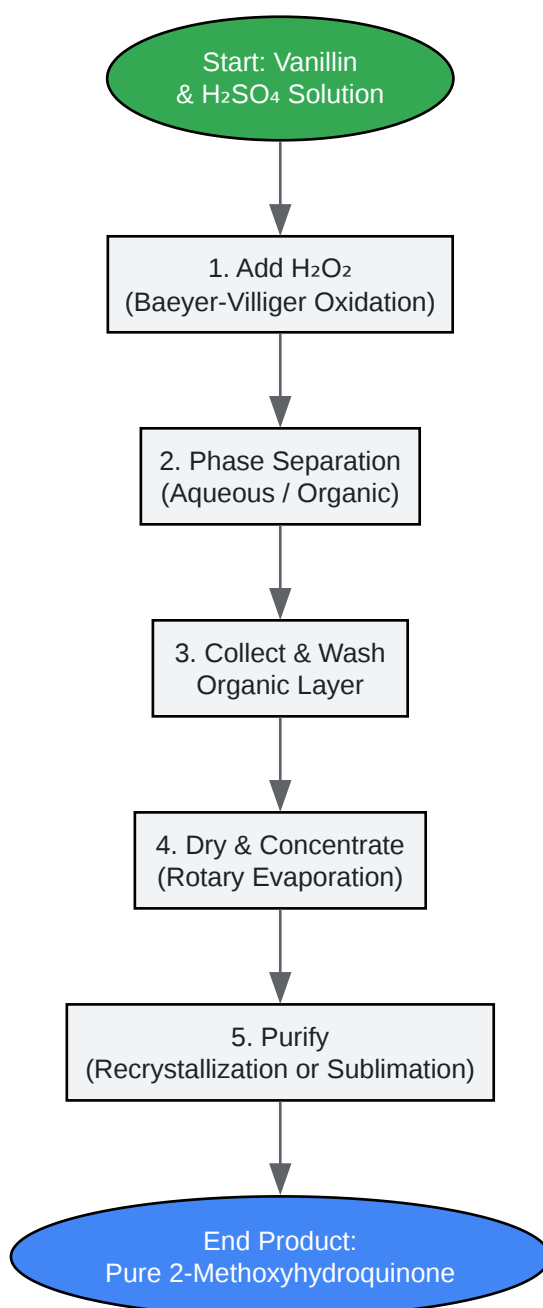 Start: Vanillin
& H₂SO₄ Solution
1. Add H₂O₂
(Baeyer-Villiger Oxidation)
2. Phase Separation
(Aqueous / Organic)
3. Collect & Wash
Organic Layer
4. Dry & Concentrate
(Rotary Evaporation)
5. Purify
(Recrystallization or Sublimation)
End Product:
Pure 2-Methoxyhydroquinone